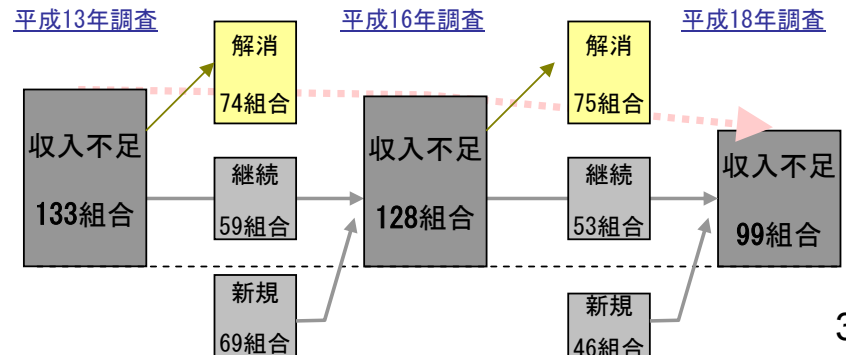 平成13年調査
平成16年調査
平成18年調査
解消
74組合
解消
75組合
収入不足
133組合
収入不足
128組合
収入不足
99組合
継続
59組合
継続
53組合
新規
69組合
新規
46組合
3